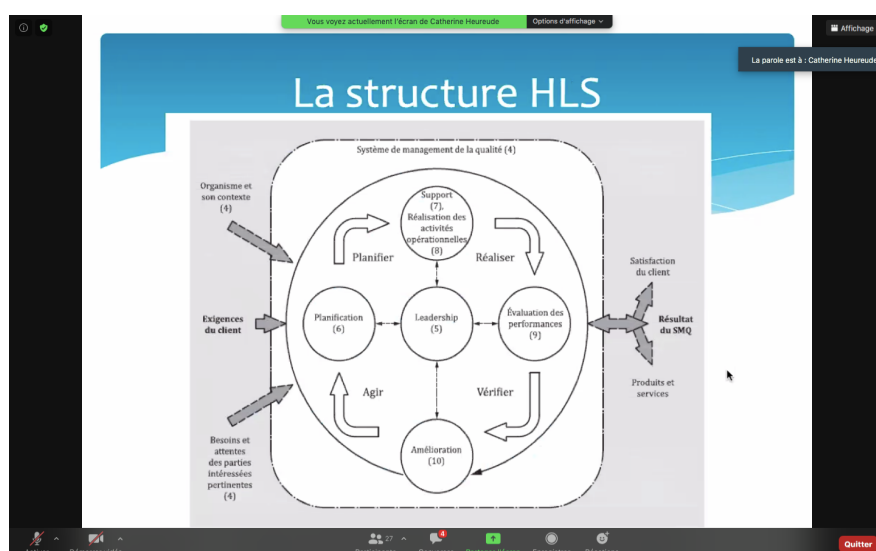 Vous voyez actuellement l'écran de Catherine Heureude
Options d'affichage
Affichage
La parole est à : Catherine Heureude
La structure HLS
Système de management de la qualité (4)
Organisme et
son contexte
(4)
Support
(7),
Réalisation des
activités
opérationnelles
(8)
Planifier
Réaliser
Satisfaction
du client
Exigences
du client
Planification
(6)
Leadership
(5)
Évaluation des
performances
(9)
Résultat
du SMQ
Agir
Vérifier
Produits et
services
Besoins et
attentes
des parties
intéressées
pertinentes
(4)
Amélioration
(10)
27
4
Quitter